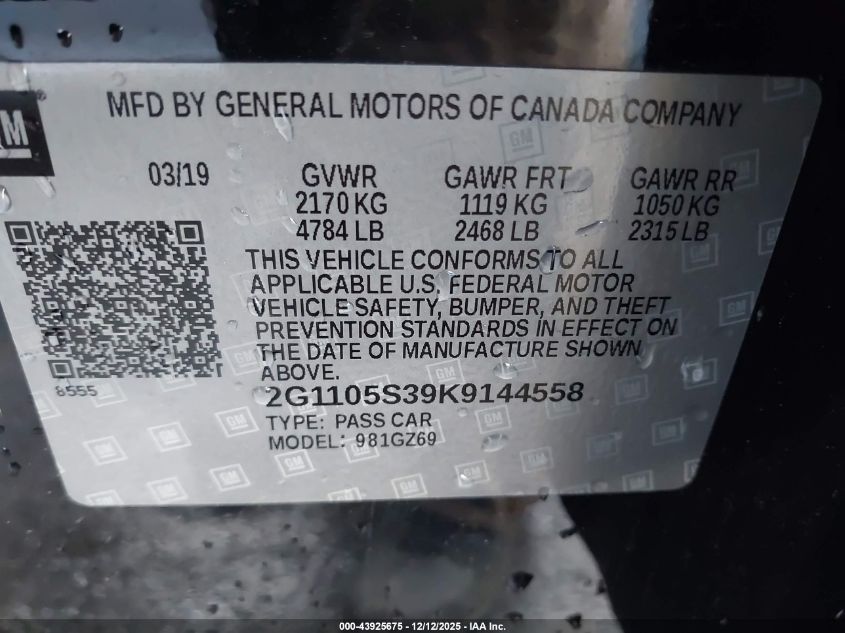 MFD BY GENERAL MOTORS OF CANADA COMPANY
GM
®
03/19 GVWR GAWR FRT GAWR RR
2170 KG 1119 KG 1050 KG
4784 LB 2468 LB 2315 LB
THIS VEHICLE CONFORMS TO ALL
APPLICABLE U.S. FEDERAL MOTOR
VEHICLE SAFETY, BUMPER, AND THEFT
PREVENTION STANDARDS IN EFFECT ON
THE DATE OF MANUFACTURE SHOWN
ABOVE.
8555
2G1105S39K9144558
TYPE: PASS CAR
MODEL: 981GZ69
000-43925675 - 12/12/2025 - IAA Inc.